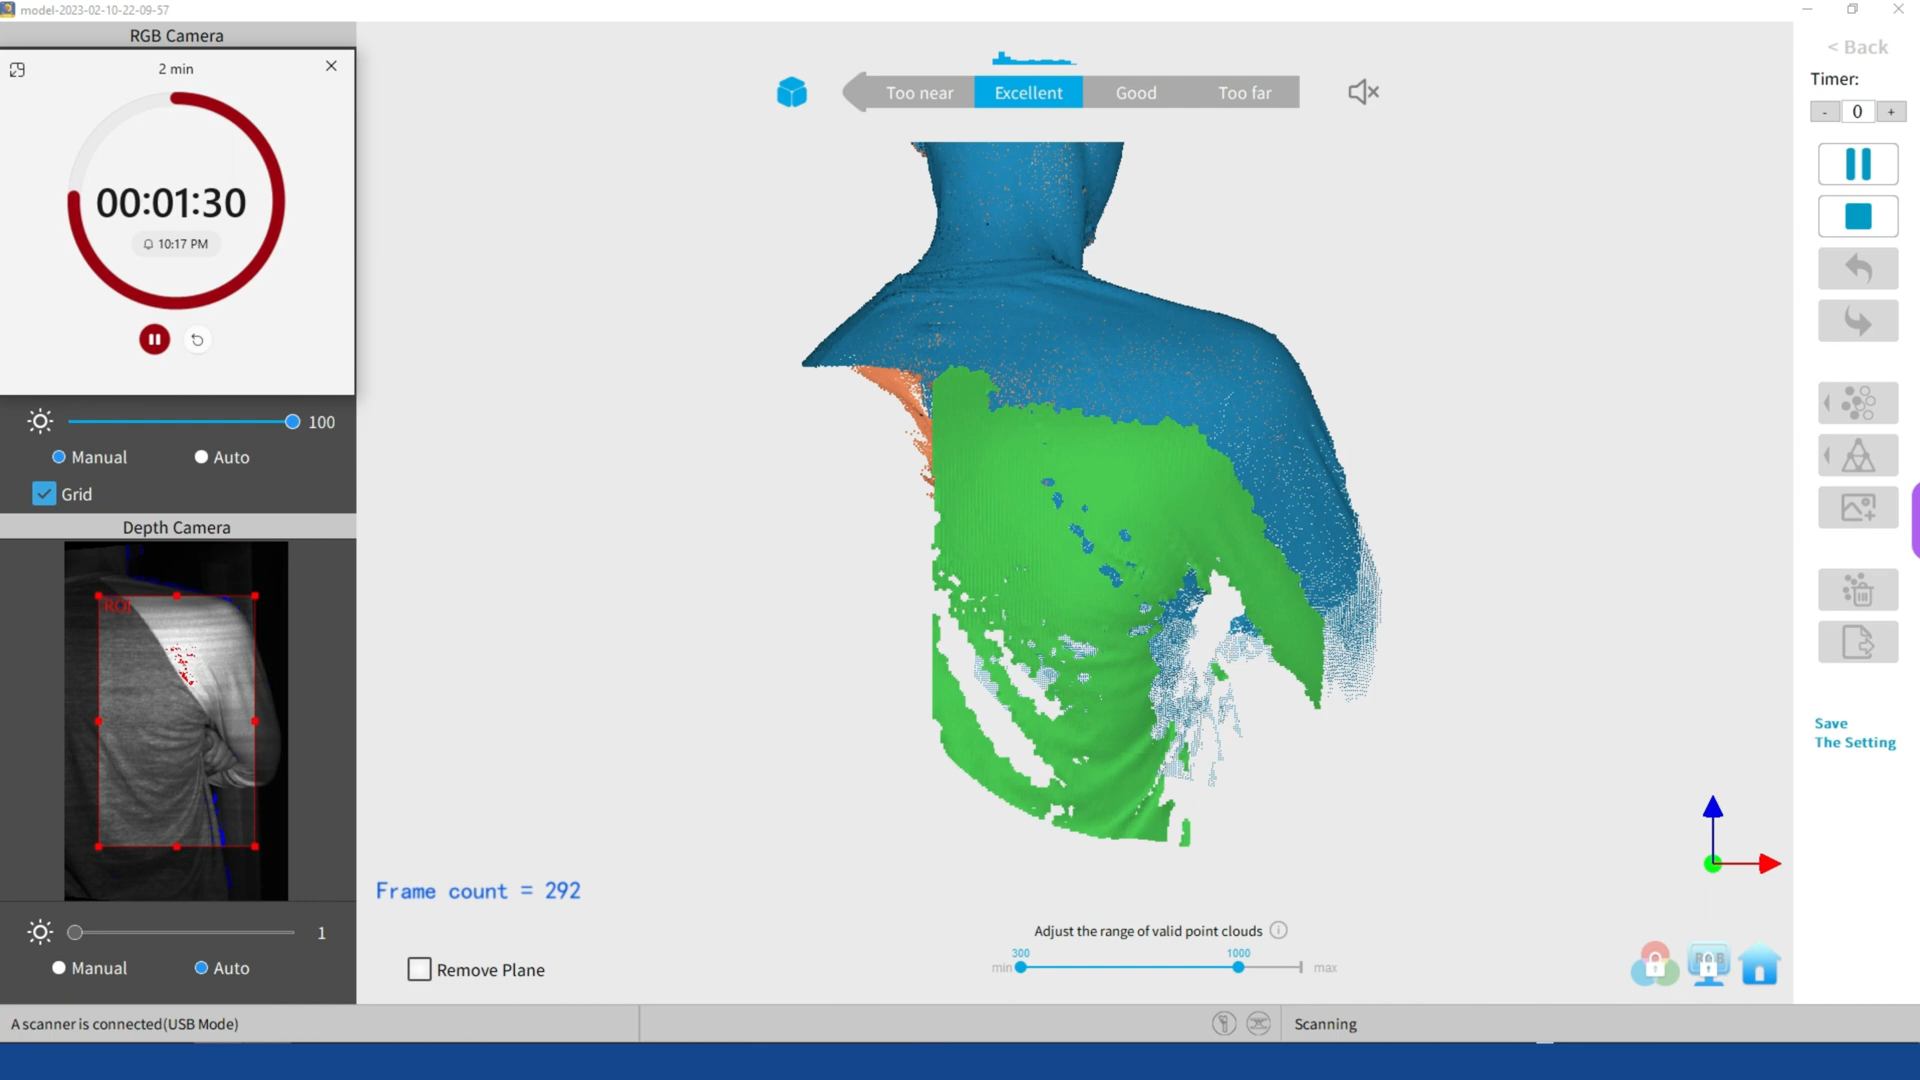 model-2023-02-10-22-09-57
RGB Camera
2 min
00:01:30
10:17 PM
100
Manual
Auto
Grid
Depth Camera
ROI
1
Manual
Auto
Too near
Excellent
Good
Too far
Frame count = 292
Remove Plane
Adjust the range of valid point clouds
300
1000
min
max
< Back
Timer:
- 0 +
Save
The Setting
RGB
A scanner is connected(USB Mode)
Scanning